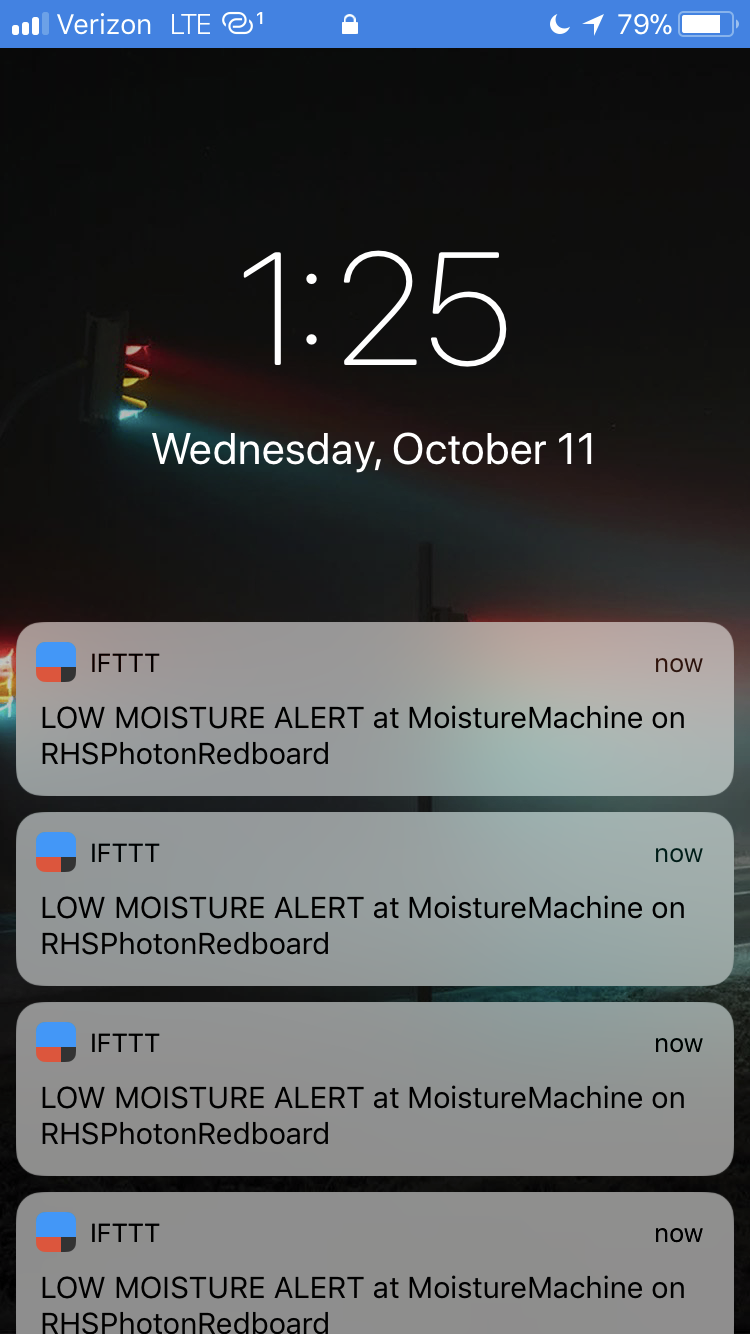 Verizon LTE 1 79%
1:25
Wednesday, October 11
IFTTT now
LOW MOISTURE ALERT at MoistureMachine on
RHSPhotonRedboard
IFTTT now
LOW MOISTURE ALERT at MoistureMachine on
RHSPhotonRedboard
IFTTT now
LOW MOISTURE ALERT at MoistureMachine on
RHSPhotonRedboard
IFTTT now
LOW MOISTURE ALERT at MoistureMachine on
RHSPhotonRedboard